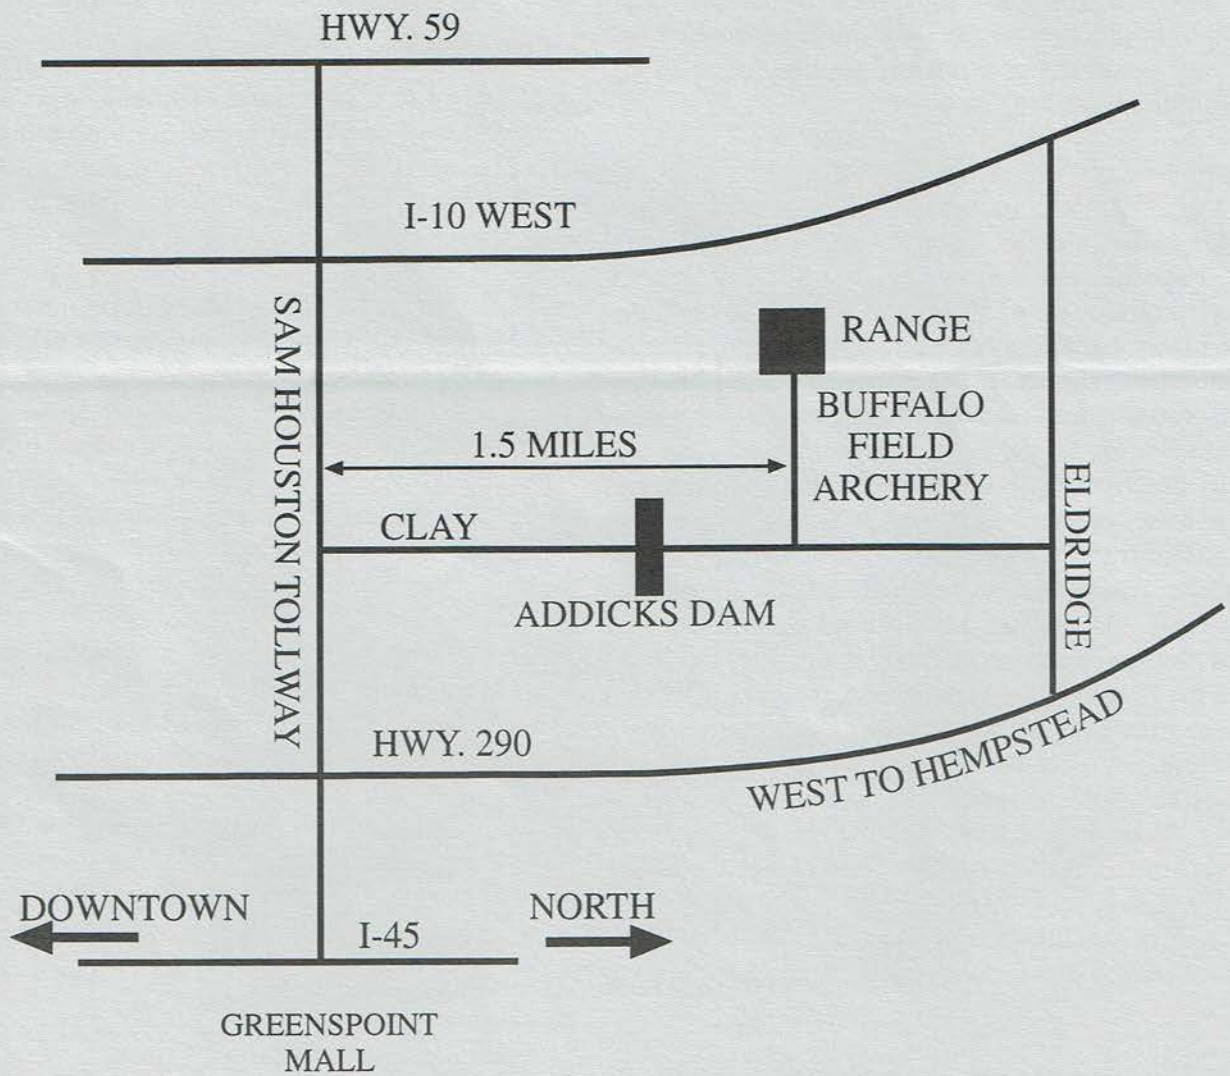 HWY. 59
I-10 WEST
SAM HOUSTON TOLLWAY
RANGE
BUFFALO
FIELD
ARCHERY
1.5 MILES
CLAY
ADDICKS DAM
ELDRIDGE
HWY. 290
WEST TO HEMPSTEAD
DOWNTOWN
NORTH
I-45
GREENSPOINT
MALL